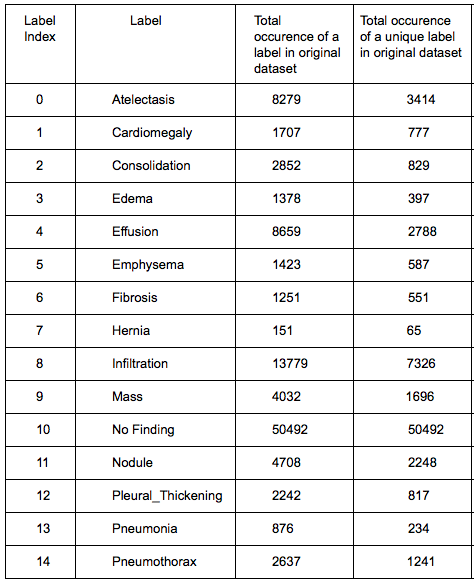 Label Index Label Total occurence of a label in original dataset Total occurence of a unique label in original dataset
0 Atelectasis 8279 3414
1 Cardiomegaly 1707 777
2 Consolidation 2852 829
3 Edema 1378 397
4 Effusion 8659 2788
5 Emphysema 1423 587
6 Fibrosis 1251 551
7 Hernia 151 65
8 Infiltration 13779 7326
9 Mass 4032 1696
10 No Finding 50492 50492
11 Nodule 4708 2248
12 Pleural_Thickening 2242 817
13 Pneumonia 876 234
14 Pneumothorax 2637 1241